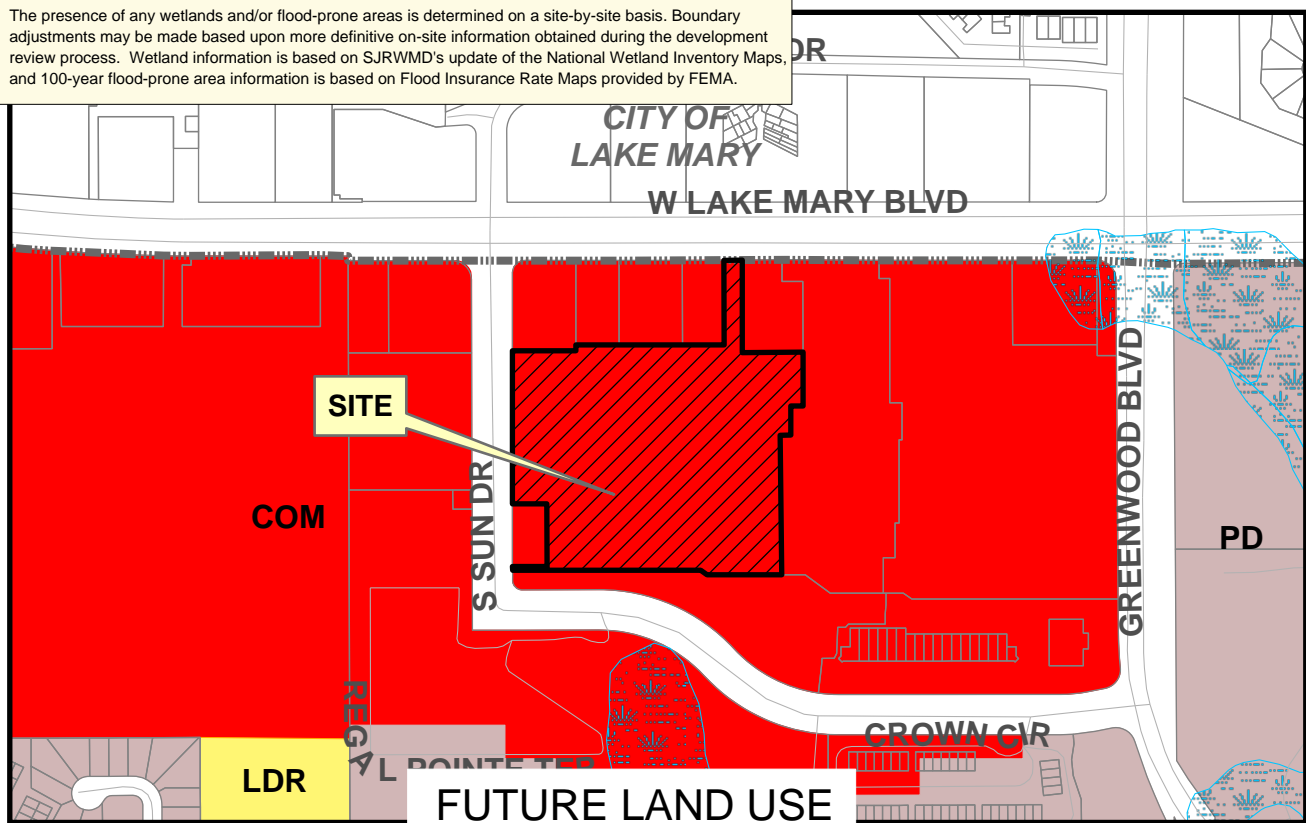 The presence of any wetlands and/or flood-prone areas is determined on a site-by-site basis. Boundary
adjustments may be made based upon more definitive on-site information obtained during the development
review process.  Wetland information is based on SJRWMD's update of the National Wetland Inventory Maps,
and 100-year flood-prone area information is based on Flood Insurance Rate Maps provided by FEMA.
DR
CITY OF
LAKE MARY
W LAKE MARY BLVD
SITE
COM
S SUN DR
GREENWOOD BLVD
PD
REGAL POINTE TER
CROWN CIR
LDR
FUTURE LAND USE